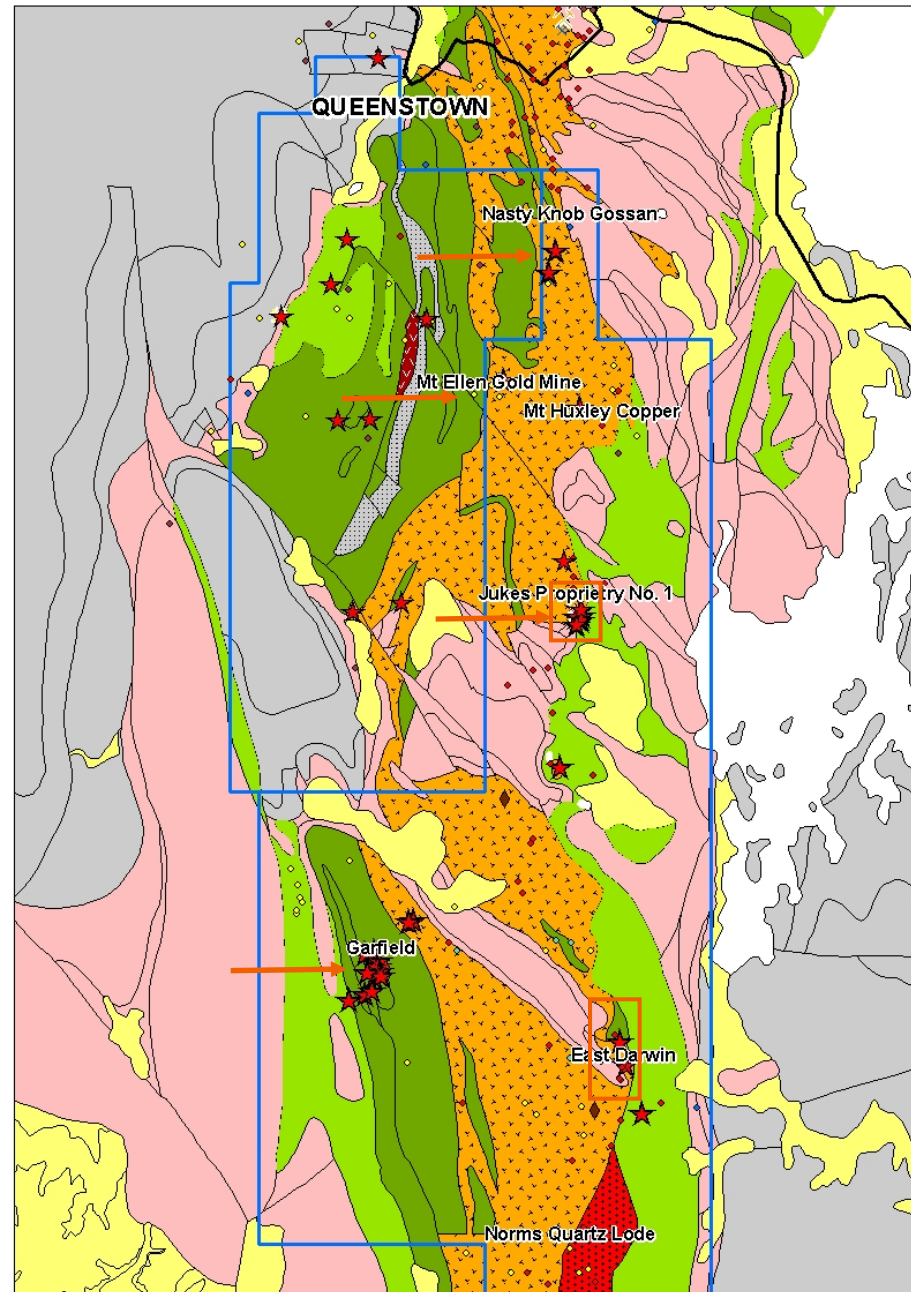 QUEENSTOWN
Nasty Knob Gossan
Mt Ellen Gold Mine
Mt Huxley Copper
Jukes Proprietry No. 1
Garfield
East Darwin
Norms Quartz Lode